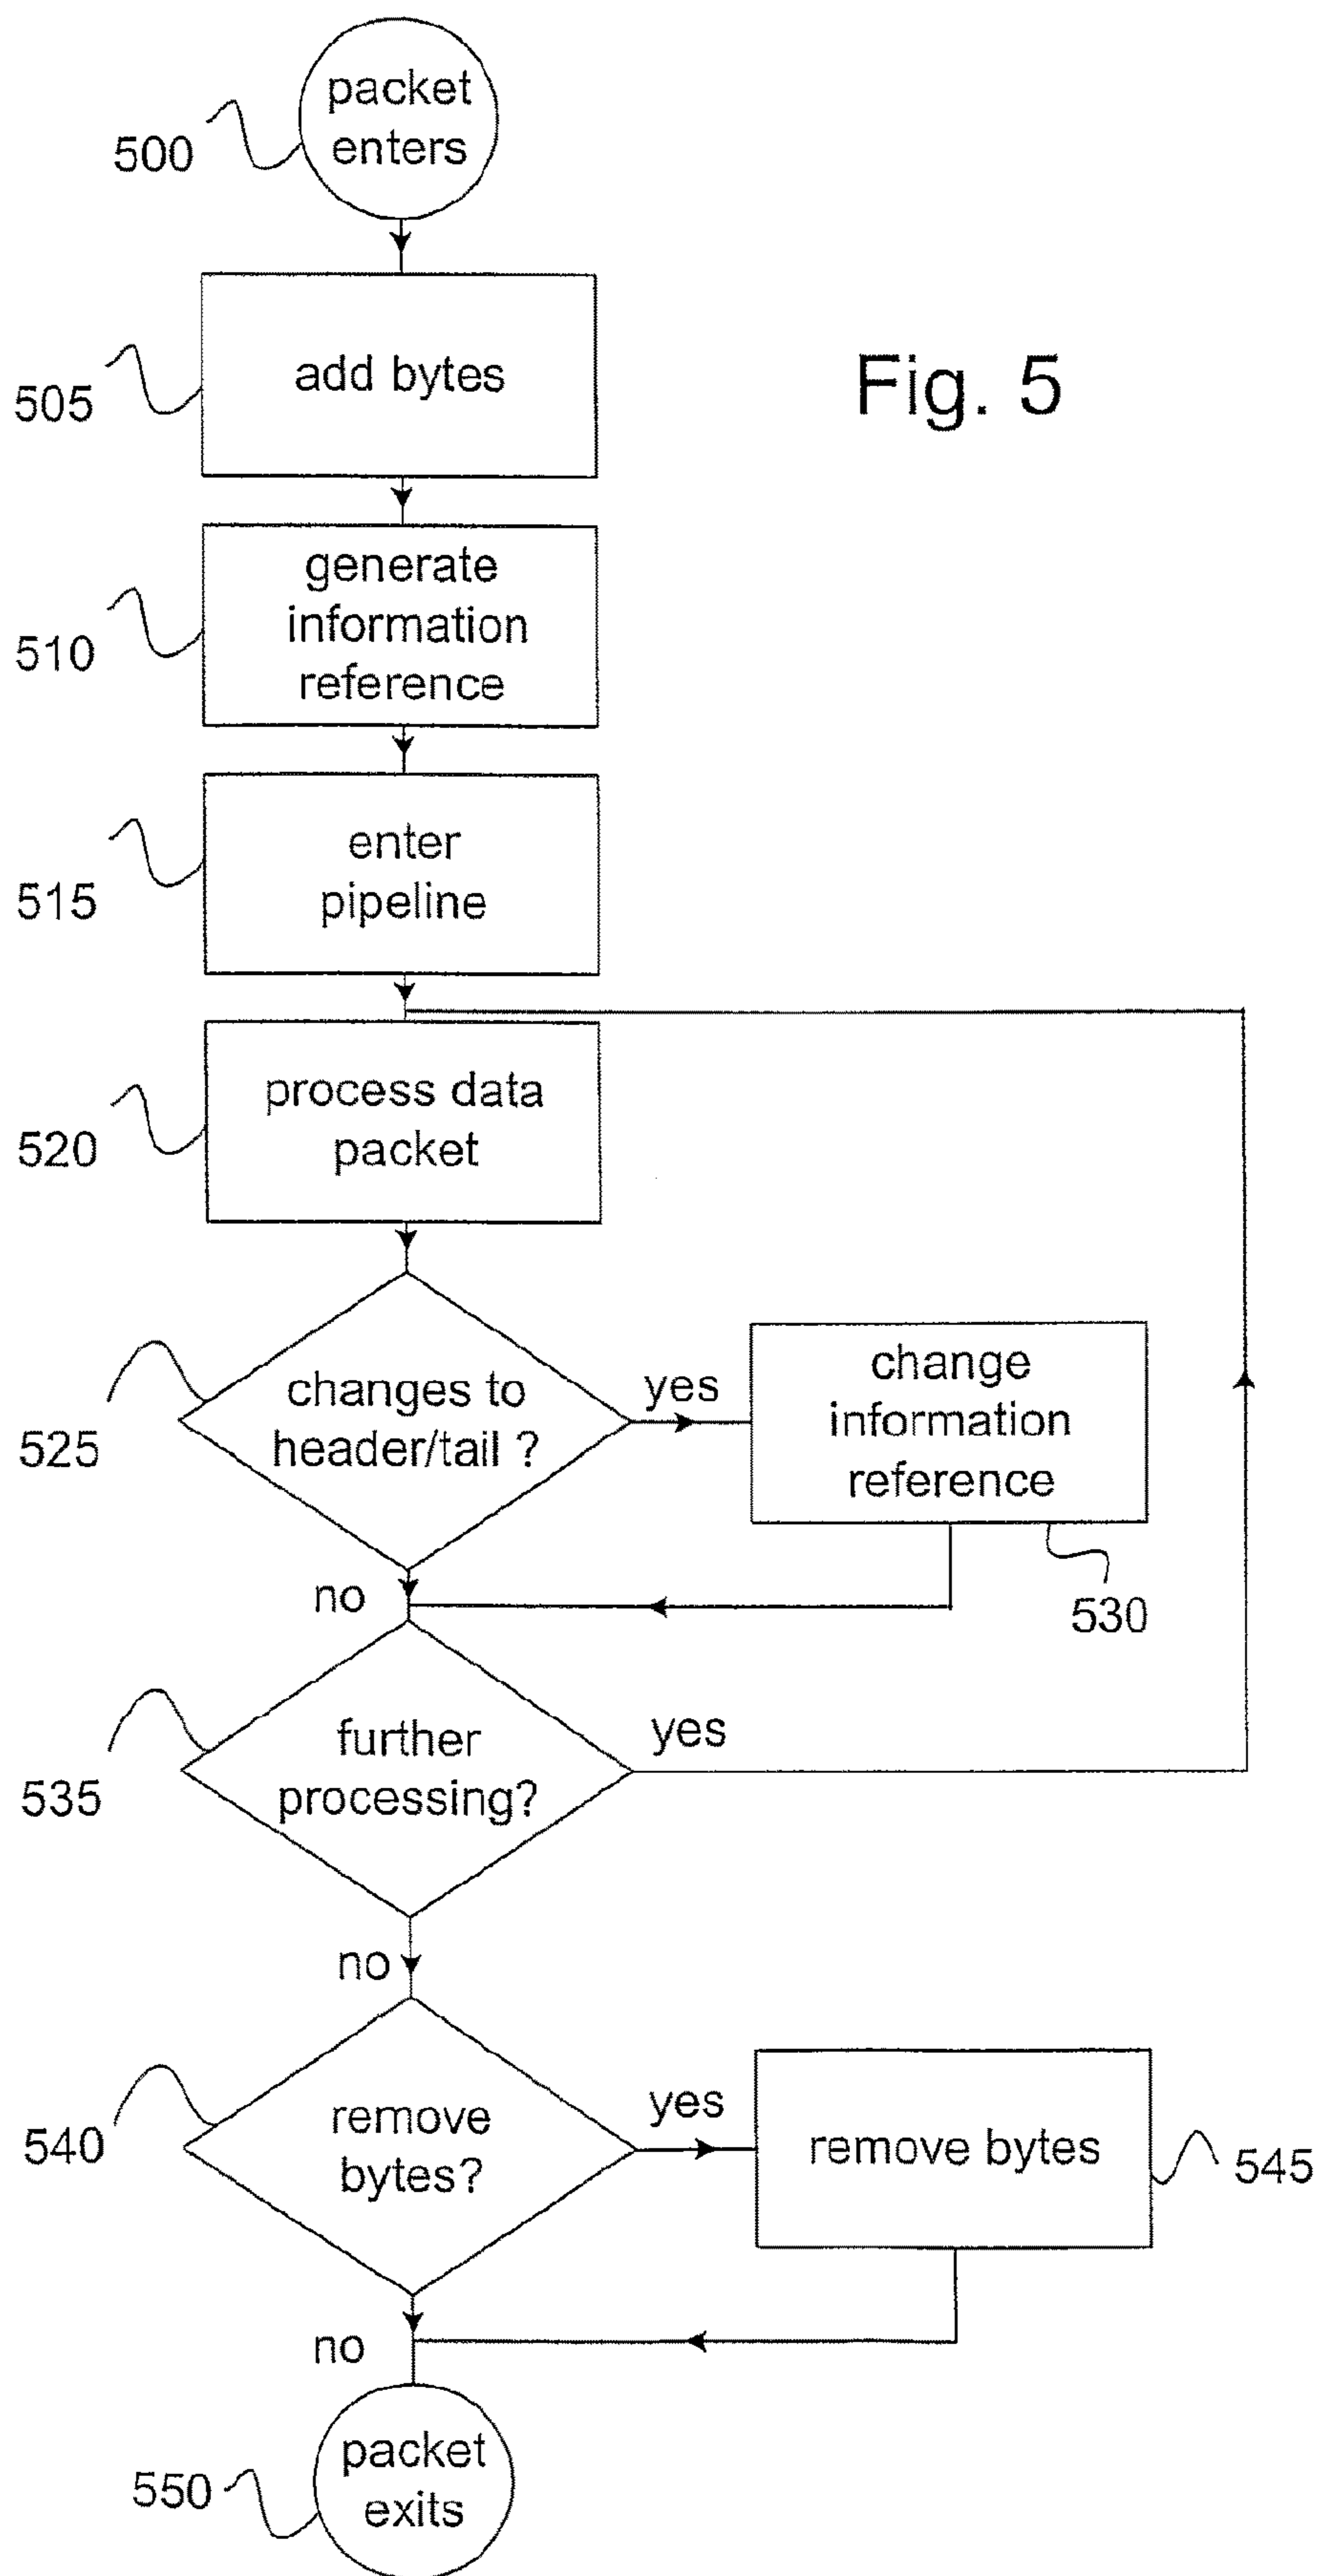 packet
enters
500
add bytes
505
Fig. 5
generate
information
reference
510
enter
pipeline
515
process data
packet
520
changes to
header/tail ?
525
yes
change
information
reference
530
no
further
processing?
535
yes
no
remove
bytes?
540
yes
remove bytes
545
no
packet
exits
550